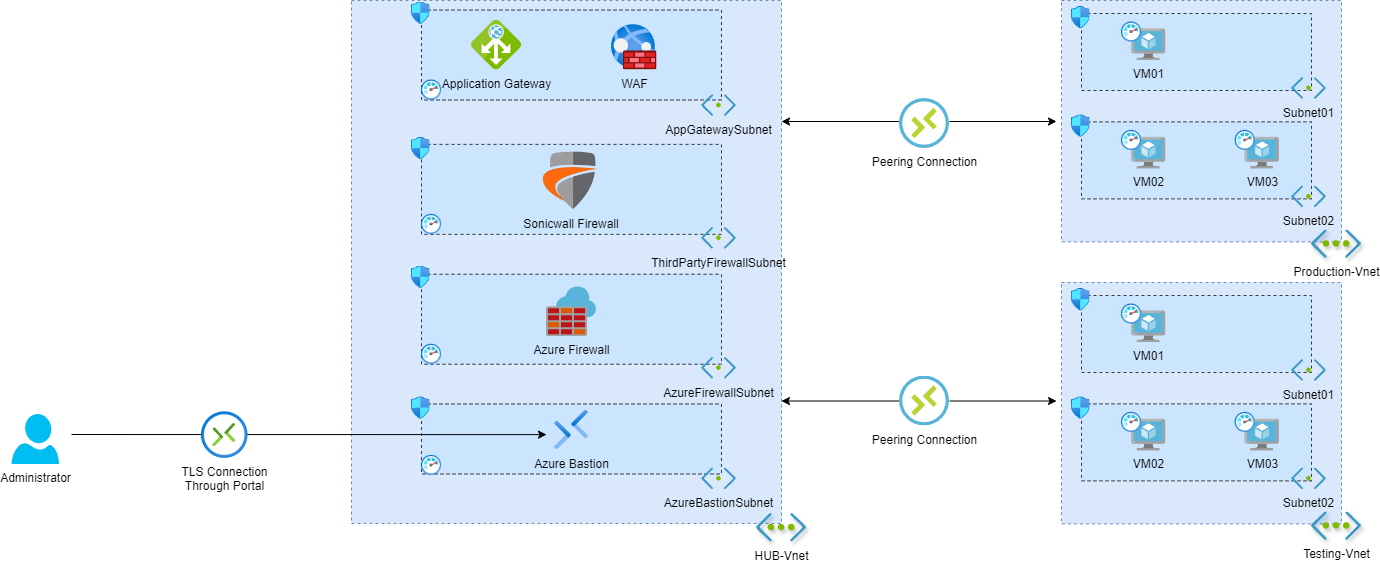 Application Gateway
WAF
AppGatewaySubnet
Sonicwall Firewall
ThirdPartyFirewallSubnet
Azure Firewall
AzureFirewallSubnet
Azure Bastion
AzureBastionSubnet
HUB-Vnet
Administrator
TLS Connection
Through Portal
Peering Connection
Peering Connection
VM01
Subnet01
VM02
VM03
Subnet02
Production-Vnet
VM01
Subnet01
VM02
VM03
Subnet02
Testing-Vnet